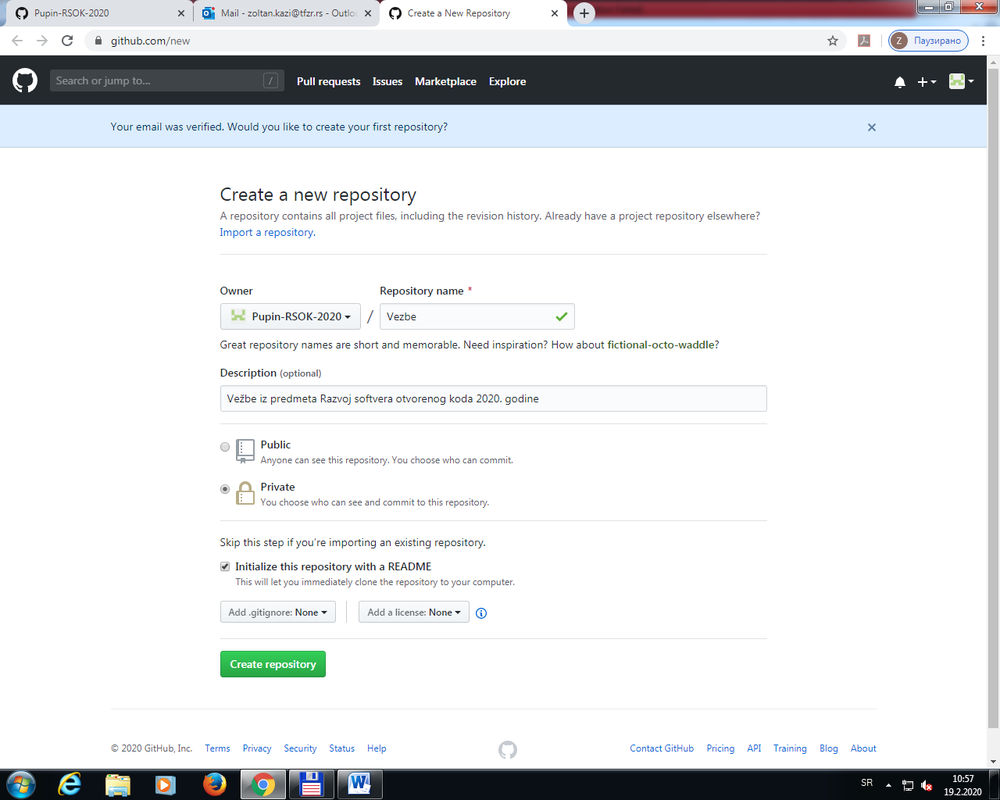 Pupin-RSOK-2020
Mail - zoltan.kazi@tfzr.rs - Outlo
Create a New Repository
github.com/new
Z Паузирано
Search or jump to... /
Pull requests Issues Marketplace Explore
Your email was verified. Would you like to create your first repository?
Create a new repository
A repository contains all project files, including the revision history. Already have a project repository elsewhere?
Import a repository.
Owner
Repository name *
Pupin-RSOK-2020 / Vezbe
Great repository names are short and memorable. Need inspiration? How about fictional-octo-waddle?
Description (optional)
Vežbe iz predmeta Razvoj softvera otvorenog koda 2020. godine
Public
Anyone can see this repository. You choose who can commit.
Private
You choose who can see and commit to this repository.
Skip this step if you're importing an existing repository.
Initialize this repository with a README
This will let you immediately clone the repository to your computer.
Add .gitignore: None
Add a license: None
Create repository
© 2020 GitHub, Inc. Terms Privacy Security Status Help
Contact GitHub Pricing API Training Blog About
SR
10:57
19.2.2020